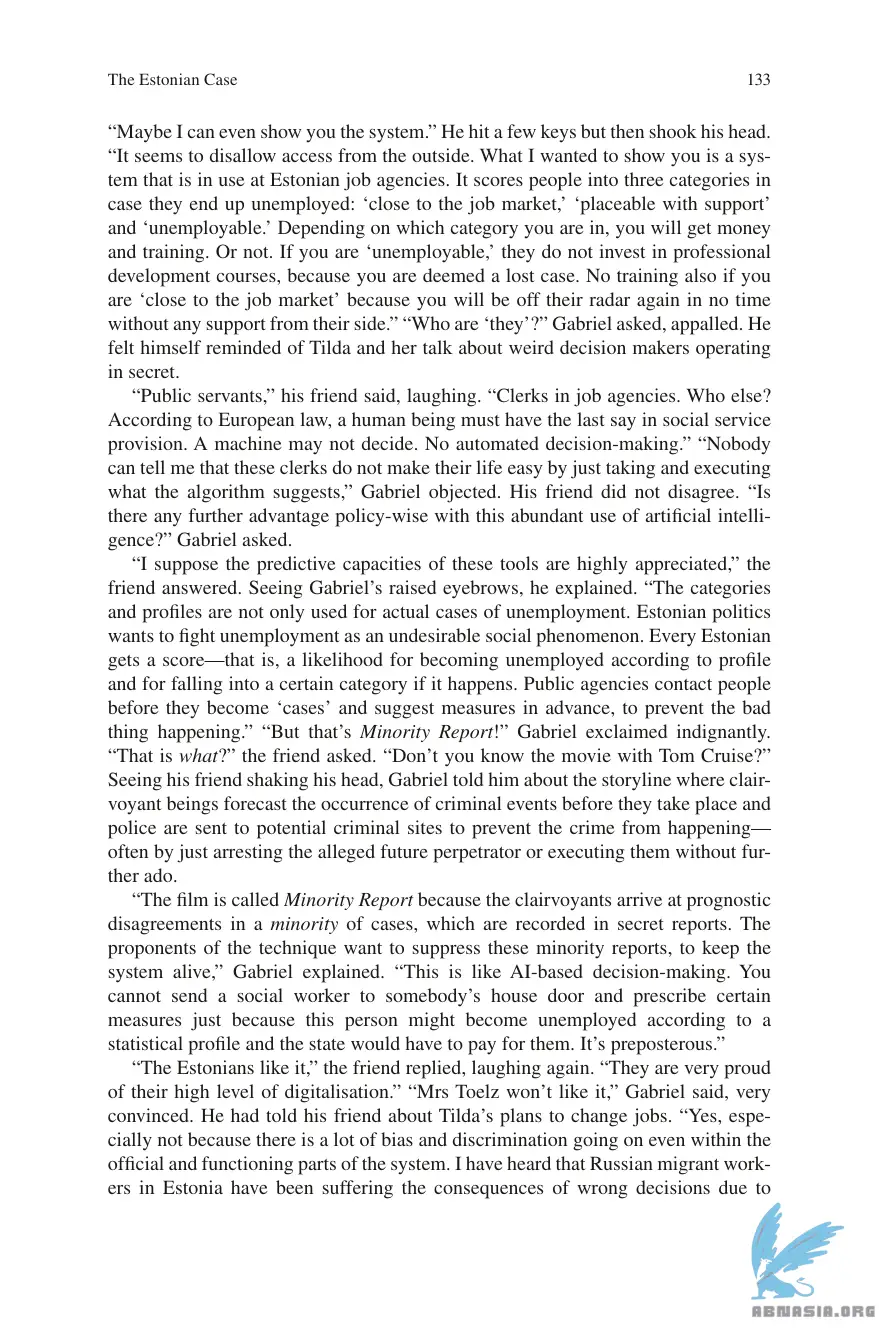 The Estonian Case 133
“Maybe I can even show you the system.” He hit a few keys but then shook his head.
“It seems to disallow access from the outside. What I wanted to show you is a sys-
tem that is in use at Estonian job agencies. It scores people into three categories in
case they end up unemployed: ‘close to the job market,’ ‘placeable with support’
and ‘unemployable.’ Depending on which category you are in, you will get money
and training. Or not. If you are ‘unemployable,’ they do not invest in professional
development courses, because you are deemed a lost case. No training also if you
are ‘close to the job market’ because you will be off their radar again in no time
without any support from their side.” “Who are ‘they’?” Gabriel asked, appalled. He
felt himself reminded of Tilda and her talk about weird decision makers operating
in secret.
“Public servants,” his friend said, laughing. “Clerks in job agencies. Who else?
According to European law, a human being must have the last say in social service
provision. A machine may not decide. No automated decision-making.” “Nobody
can tell me that these clerks do not make their life easy by just taking and executing
what the algorithm suggests,” Gabriel objected. His friend did not disagree. “Is
there any further advantage policy-wise with this abundant use of artificial intelli-
gence?” Gabriel asked.
“I suppose the predictive capacities of these tools are highly appreciated,” the
friend answered. Seeing Gabriel’s raised eyebrows, he explained. “The categories
and profiles are not only used for actual cases of unemployment. Estonian politics
wants to fight unemployment as an undesirable social phenomenon. Every Estonian
gets a score—that is, a likelihood for becoming unemployed according to profile
and for falling into a certain category if it happens. Public agencies contact people
before they become ‘cases’ and suggest measures in advance, to prevent the bad
thing happening.” “But that’s Minority Report!” Gabriel exclaimed indignantly.
“That is what?” the friend asked. “Don’t you know the movie with Tom Cruise?”
Seeing his friend shaking his head, Gabriel told him about the storyline where clair-
voyant beings forecast the occurrence of criminal events before they take place and
police are sent to potential criminal sites to prevent the crime from happening—
often by just arresting the alleged future perpetrator or executing them without fur-
ther ado.
“The film is called Minority Report because the clairvoyants arrive at prognostic
disagreements in a minority of cases, which are recorded in secret reports. The
proponents of the technique want to suppress these minority reports, to keep the
system alive,” Gabriel explained. “This is like AI-based decision-making. You
cannot send a social worker to somebody’s house door and prescribe certain
measures just because this person might become unemployed according to a
statistical profile and the state would have to pay for them. It’s preposterous.”
“The Estonians like it,” the friend replied, laughing again. “They are very proud
of their high level of digitalisation.” “Mrs Toelz won’t like it,” Gabriel said, very
convinced. He had told his friend about Tilda’s plans to change jobs. “Yes, espe-
cially not because there is a lot of bias and discrimination going on even within the
official and functioning parts of the system. I have heard that Russian migrant work-
ers in Estonia have been suffering the consequences of wrong decisions due to
ABNASIA.ORG